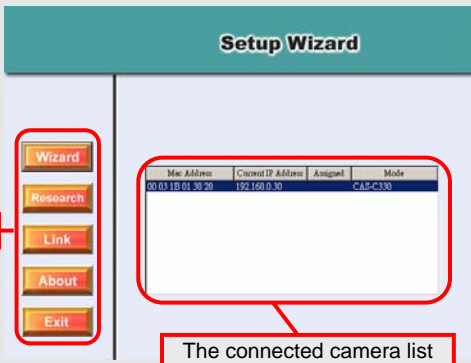 Setup Wizard
Wizard
Research
Link
About
Exit
Mac Address Current IP Address Assigned Mode
00 03 1B 01 38 28 192.168.0.30 CAS-C330
The connected camera list